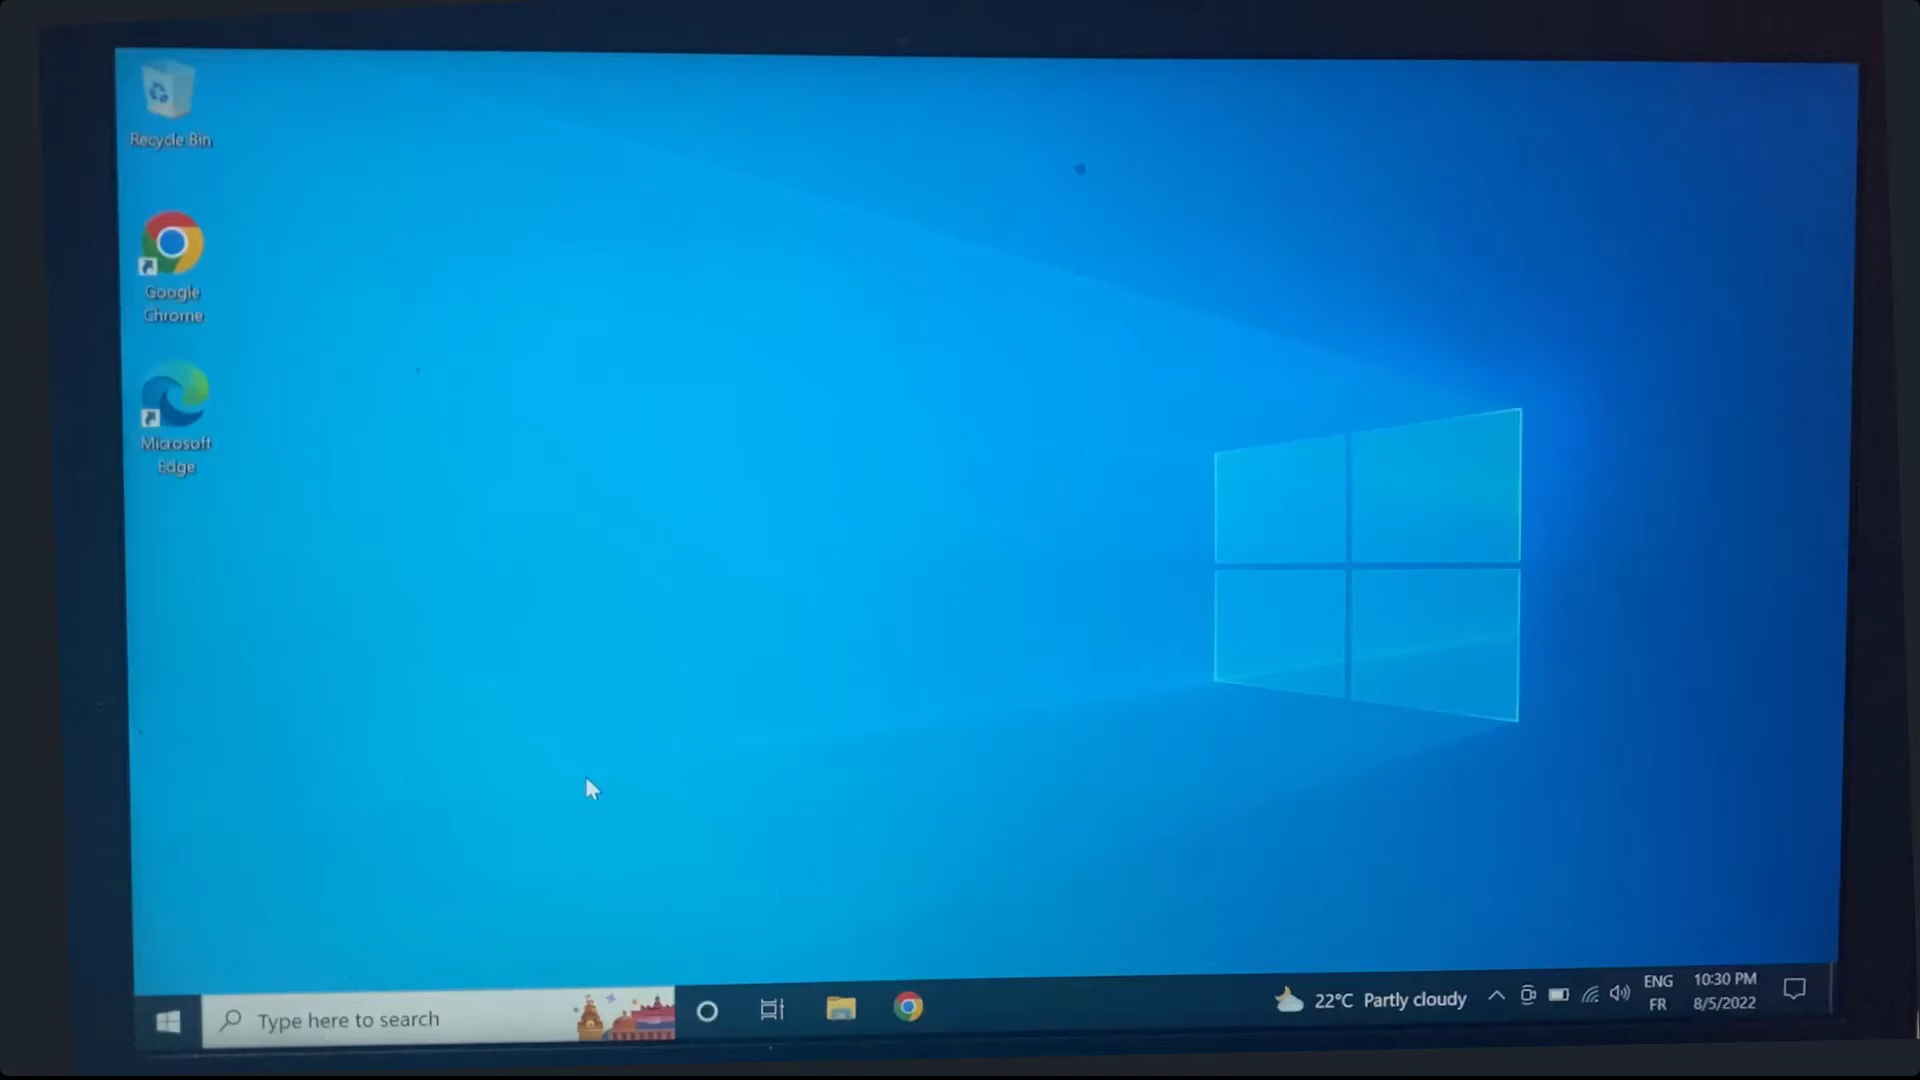 Recycle Bin
Google
Chrome
Microsoft
Edge
Type here to search
22°C Partly cloudy
ENG
FR
10:30 PM
8/5/2022